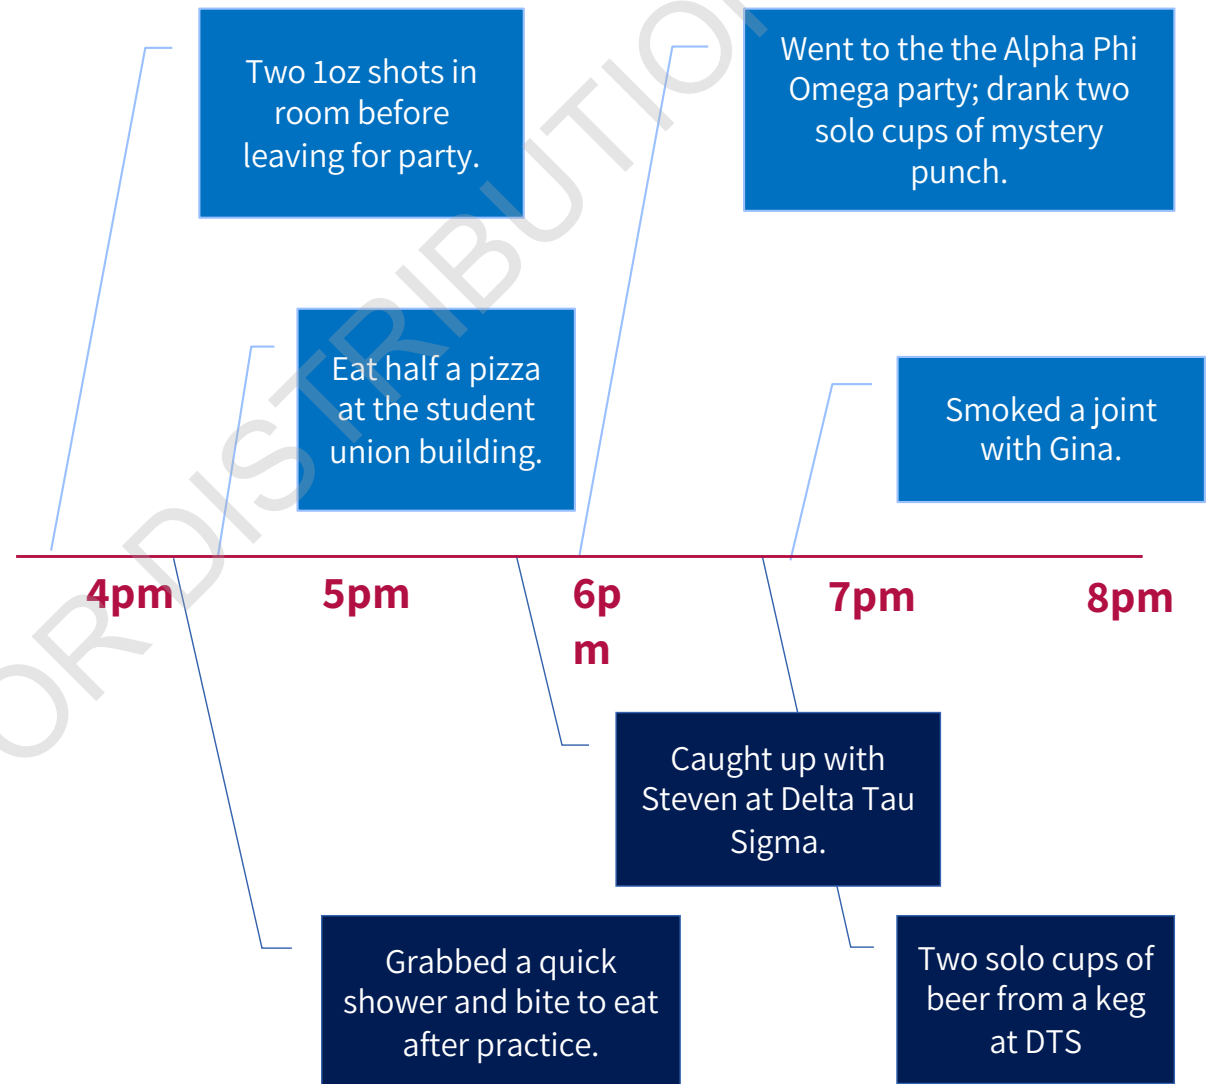 Two 1oz shots in
room before
leaving for party.
Went to the the Alpha Phi
Omega party; drank two
solo cups of mystery
punch.
Eat half a pizza
at the student
union building.
Smoked a joint
with Gina.
4pm
5pm
6p
m
7pm
8pm
Caught up with
Steven at Delta Tau
Sigma.
Grabbed a quick
shower and bite to eat
after practice.
Two solo cups of
beer from a keg
at DTS
OR DISTRIBUTION